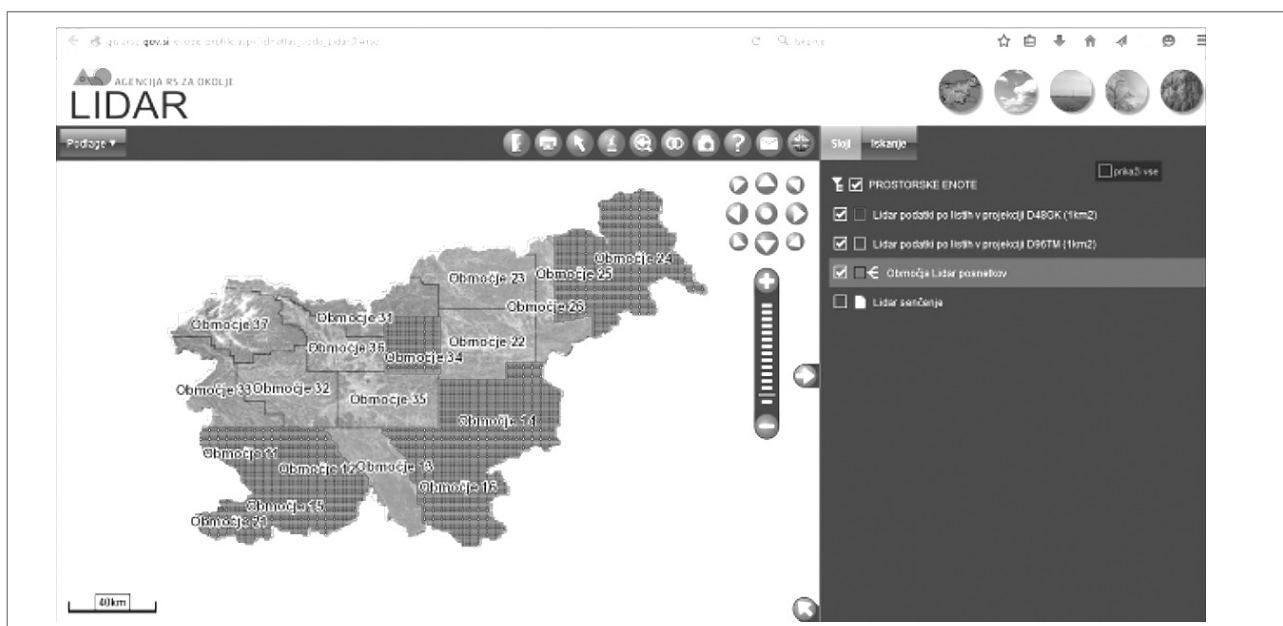 gov.si
AGENCIJA RS ZA OKOLJE
LIDAR
Podlage ▼
Sloji
Iskanje
prikaži vse
PROSTORSKE ENOTE
Lidar podatki po listih v projekciji D48GK (1km2)
Lidar podatki po listih v projekciji D96TM (1km2)
Območja Lidar posnetkov
Lidar senčenje
Območje 24
Območje 23
Območje 25
Območje 26
Območje 31
Območje 37
Območje 36
Območje 22
Območje 34
Območje 33
Območje 32
Območje 35
Območje 14
Območje 11
Območje 12
Območje 13
Območje 16
Območje 15
Območje 21
40km